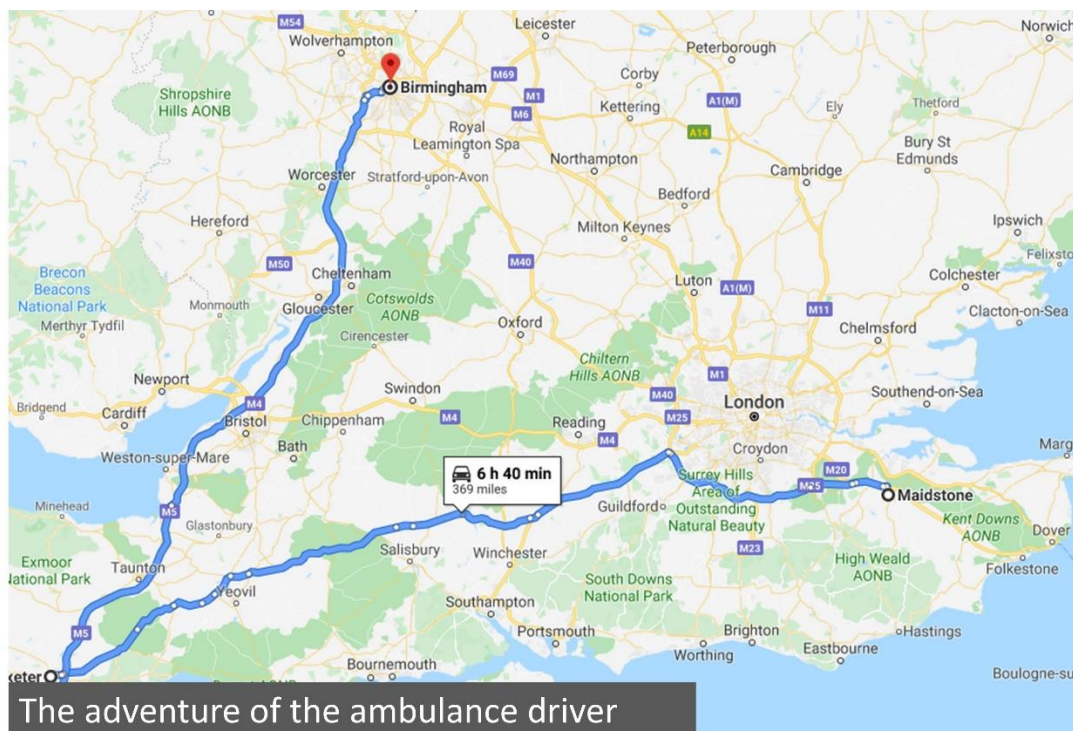 M54
Leicester
Norwich
Wolverhampton
Peterborough
M69
Corby
Birmingham
M1
Shropshire
Hills AONB
Kettering
A1(M)
Ely
Thetford
M6
Royal
Leamington Spa
A14
Bury St
Edmunds
Northampton
Cambridge
Worcester
Stratford-upon-Avon
Bedford
Hereford
Ipswich
Milton Keynes
Felixsto
M50
M40
Brecon
Beacons
National Park
Cheltenham
Colchester
Luton
A1(M)
Monmouth
Gloucester
Cotswolds
AONB
M11
Clacton-on-Sea
Merthyr Tydfil
Oxford
Chelmsford
Cirencester
Chiltern
Hills AONB
Newport
Swindon
M1
M40
Southend-on-Sea
M4
London
Bridgend
Cardiff
Bristol
Chippenham
M4
Reading
M25
M4
Bath
Croydon
Marg
Weston-super-Mare
M20
6 h 40 min
369 miles
Surrey Hills
Area of
Outstanding
Natural Beauty
M25
Maidstone
Minehead
M5
Guildford
Kent Downs
AONB
Glastonbury
Dover
Exmoor
National Park
Salisbury
Winchester
M23
High Weald
AONB
Taunton
Folkestone
Yeovil
South Downs
National Park
Southampton
M5
Portsmouth
Brighton
Hastings
Worthing
Eastbourne
xeter
Bournemouth
Boulogne-su
The adventure of the ambulance driver